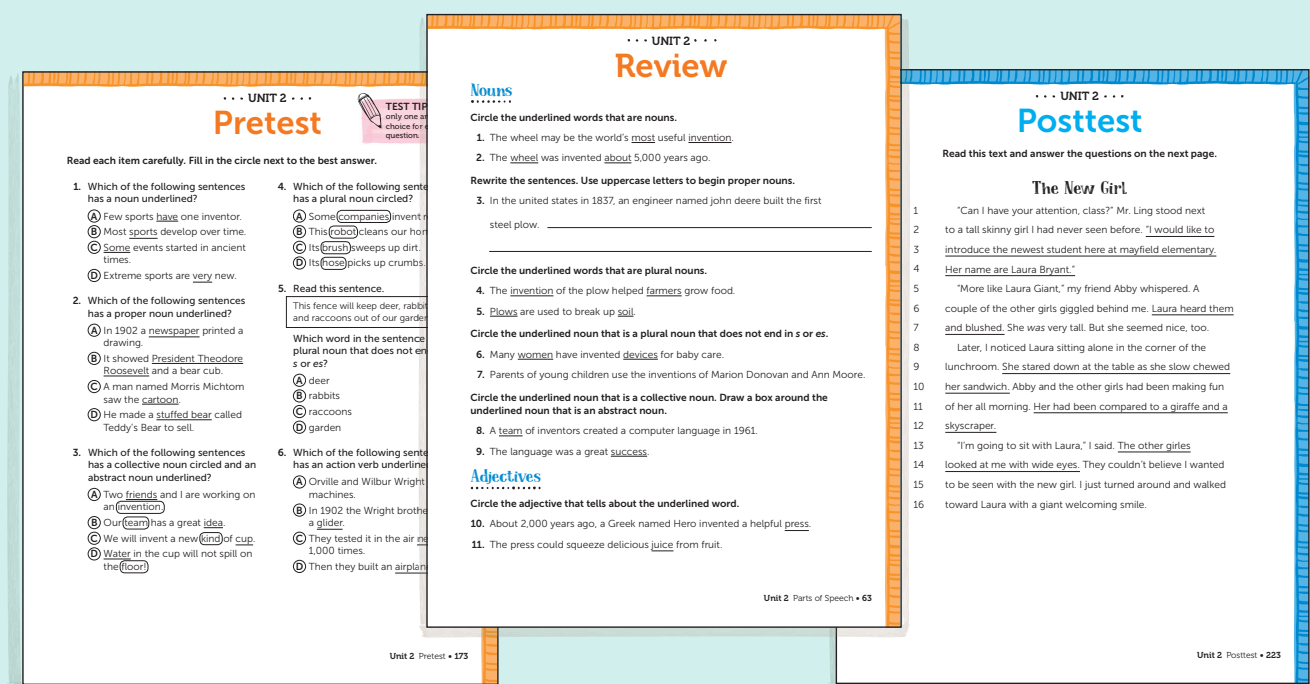 • • • UNIT 2 • • •
Pretest
TEST TIP
only one
choice for
question.
Read each item carefully. Fill in the circle next to the best answer.
1. Which of the following sentences
has a noun underlined?
A Few sports have one inventor.
B Most sports develop over time.
C Some events started in ancient
times.
D Extreme sports are very new.
2. Which of the following sentences
has a proper noun underlined?
A In 1902 a newspaper printed a
drawing.
B It showed President Theodore
Roosevelt and a bear cub.
C A man named Morris Michtom
saw the cartoon.
D He made a stuffed bear called
Teddy's Bear to sell.
3. Which of the following sentences
has a collective noun circled and an
abstract noun underlined?
A Two friends and I are working on
an invention.
B Our team has a great idea.
C We will invent a new kind of cup.
D Water in the cup will not spill on
the floor!
4. Which of the following
has a plural noun circled?
A Some companies invent
B This robot cleans our
C Its brush sweeps up dirt.
D Its hose picks up crumbs.
5. Read this sentence.
This fence will keep deer,
and raccoons out of our
Which word in the sentence
plural noun that does not
s or es?
A deer
B rabbits
C raccoons
D garden
6. Which of the following
has an action verb
A Orville and Wilbur Wright
machines.
B In 1902 the Wright
a glider.
C They tested it in the air
1,000 times.
D Then they built an
Unit 2 Pretest • 173
• • • UNIT 2 • • •
Review
Nouns
Circle the underlined words that are nouns.
1. The wheel may be the world's most useful invention.
2. The wheel was invented about 5,000 years ago.
Rewrite the sentences. Use uppercase letters to begin proper nouns.
3. In the united states in 1837, an engineer named john deere built the first
steel plow.
Circle the underlined words that are plural nouns.
4. The invention of the plow helped farmers grow food.
5. Plows are used to break up soil.
Circle the underlined noun that is a plural noun that does not end in s or es.
6. Many women have invented devices for baby care.
7. Parents of young children use the inventions of Marion Donovan and Ann Moore.
Circle the underlined noun that is a collective noun. Draw a box around the
underlined noun that is an abstract noun.
8. A team of inventors created a computer language in 1961.
9. The language was a great success.
Adjectives
Circle the adjective that tells about the underlined word.
10. About 2,000 years ago, a Greek named Hero invented a helpful press.
11. The press could squeeze delicious juice from fruit.
Unit 2 Parts of Speech • 63
• • • UNIT 2 • • •
Posttest
Read this text and answer the questions on the next page.
The New Girl
1 "Can I have your attention, class?" Mr. Ling stood next
2 to a tall skinny girl I had never seen before. "I would like to
3 introduce the newest student here at mayfield elementary.
4 Her name are Laura Bryant."
5 "More like Laura Giant," my friend Abby whispered. A
6 couple of the other girls giggled behind me. Laura heard them
7 and blushed. She was very tall. But she seemed nice, too.
8 Later, I noticed Laura sitting alone in the corner of the
9 lunchroom. She stared down at the table as she slow chewed
10 her sandwich. Abby and the other girls had been making fun
11 of her all morning. Her had been compared to a giraffe and a
12 skyscraper.
13 "I'm going to sit with Laura," I said. The other girles
14 looked at me with wide eyes. They couldn't believe I wanted
15 to be seen with the new girl. I just turned around and walked
16 toward Laura with a giant welcoming smile.
Unit 2 Posttest • 223